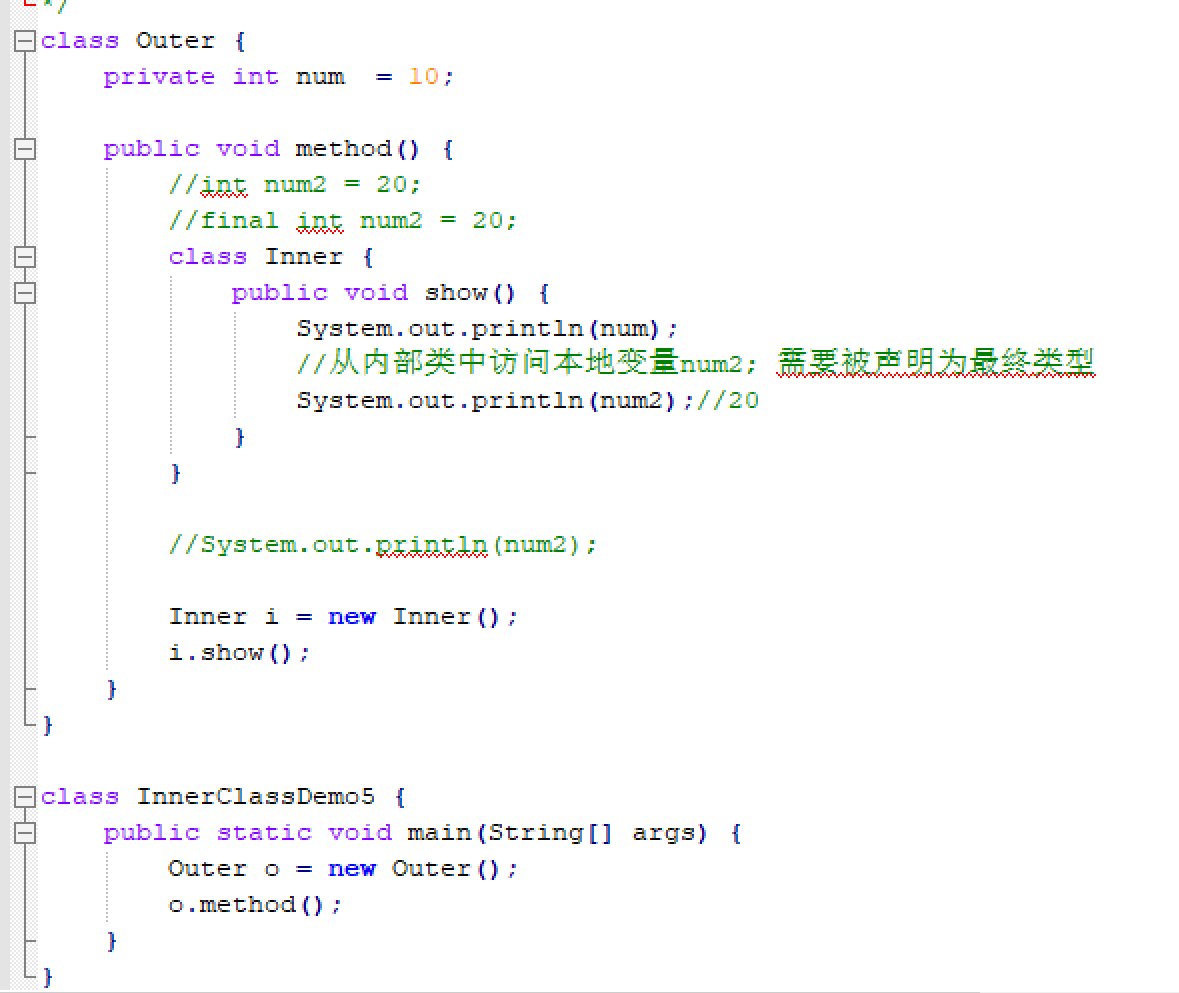 */
class Outer {
    private int num  = 10;

    public void method() {
        //int num2 = 20;
        //final int num2 = 20;
        class Inner {
            public void show() {
                System.out.println(num);
                //从内部类中访问本地变量num2; 需要被声明为最终类型
                System.out.println(num2);//20
            }
        }

        //System.out.println(num2);

        Inner i = new Inner();
        i.show();
    }
}

class InnerClassDemo5 {
    public static void main(String[] args) {
        Outer o = new Outer();
        o.method();
    }
}